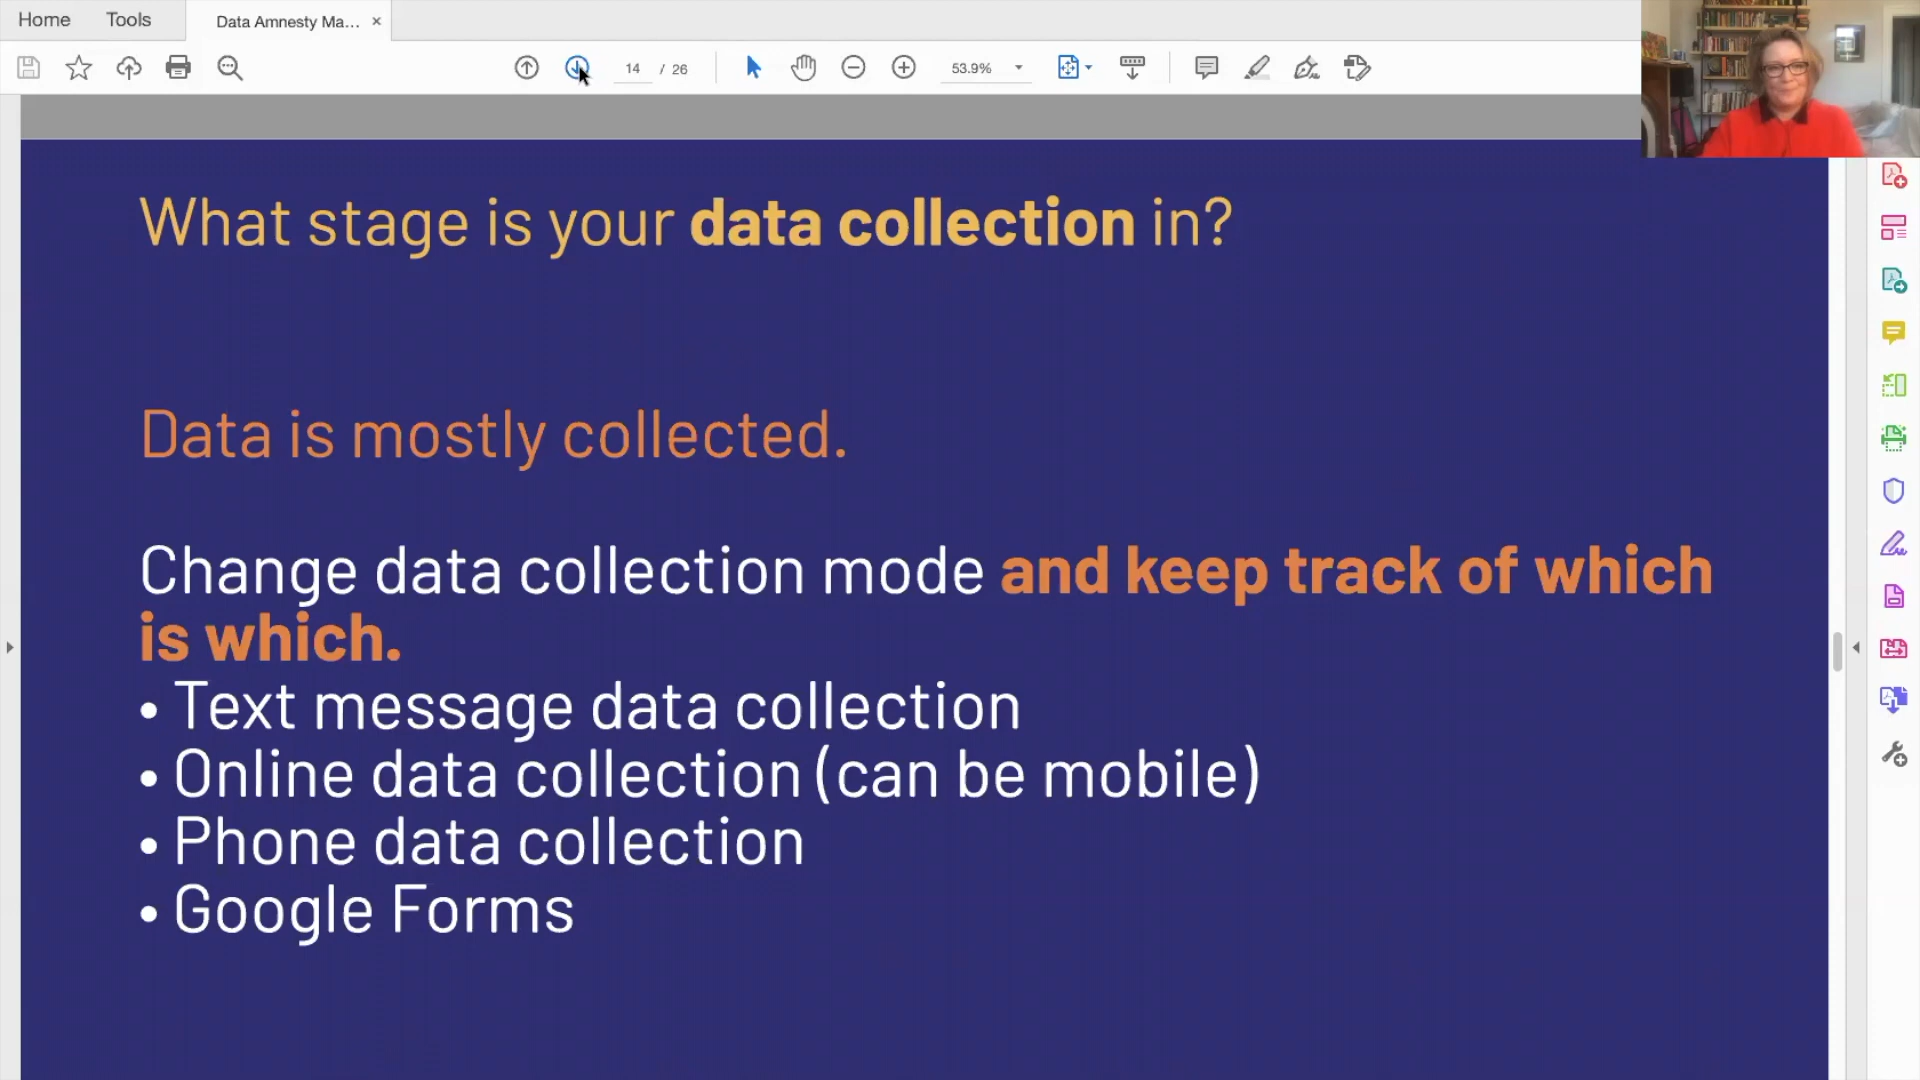 Home Tools Data Amnesty Ma... ×
14 / 26 53.9%
What stage is your data collection in?
Data is mostly collected.
Change data collection mode and keep track of which
is which.
• Text message data collection
• Online data collection (can be mobile)
• Phone data collection
• Google Forms